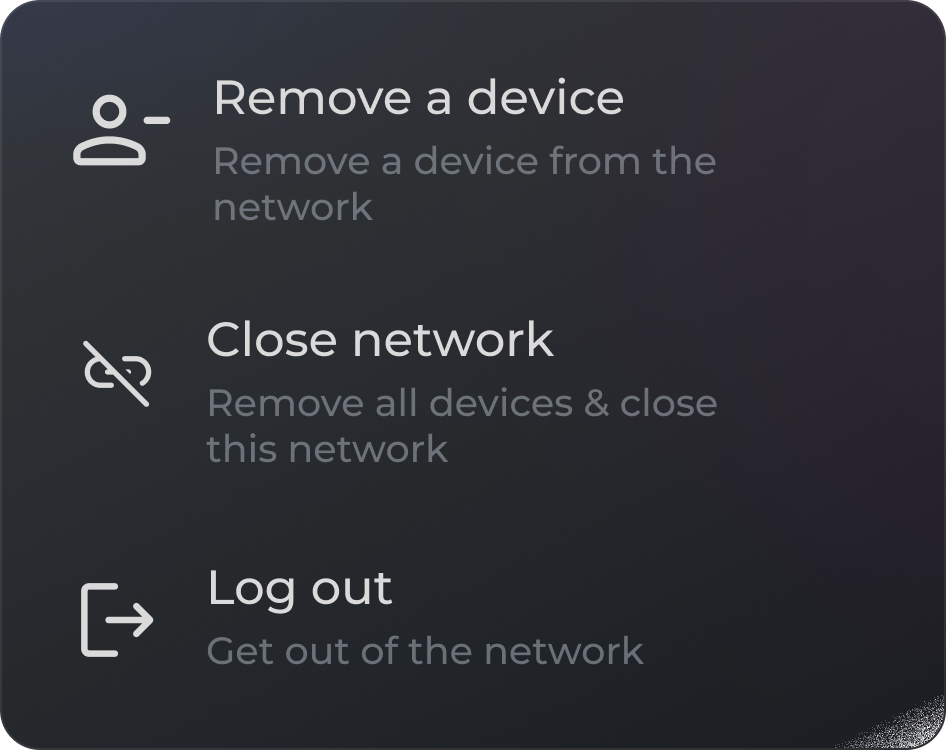 Remove a device
Remove a device from the
network
Close network
Remove all devices & close
this network
Log out
Get out of the network